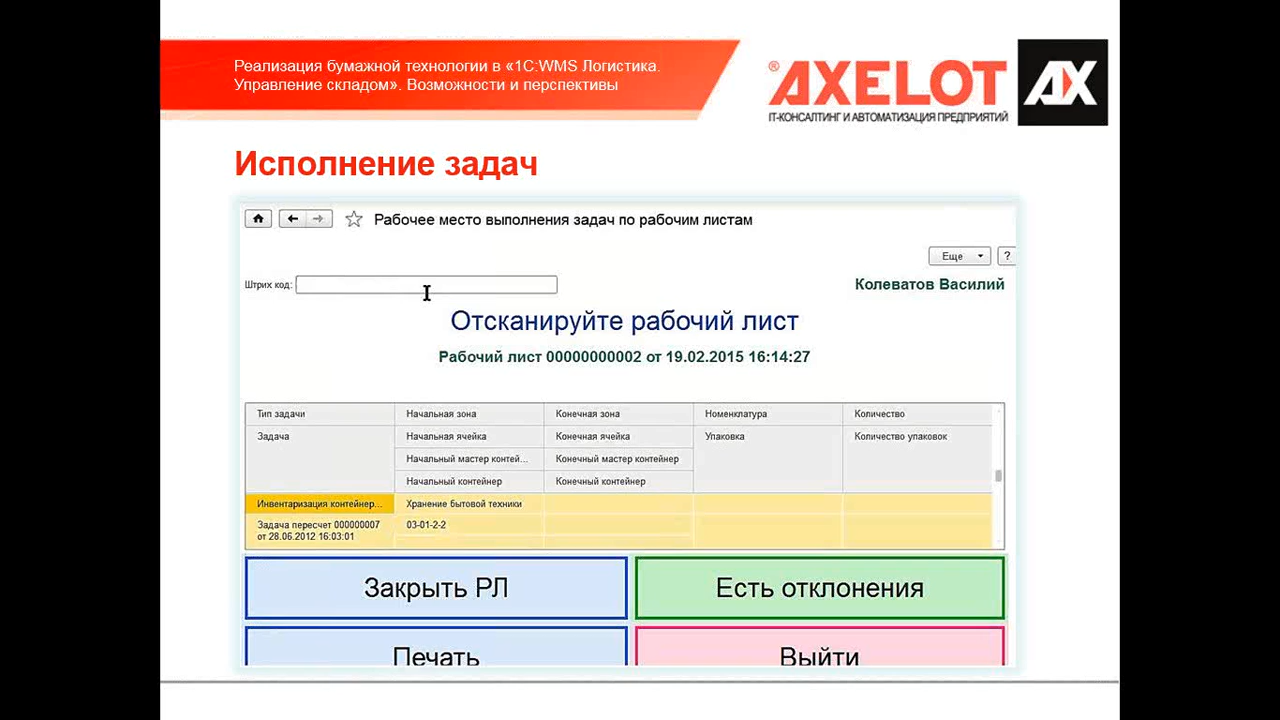 Реализация бумажной технологии в «1С:WMS Логистика.
Управление складом». Возможности и перспективы
® AXELOT AX
IT-КОНСАЛТИНГ И АВТОМАТИЗАЦИЯ ПРЕДПРИЯТИЙ
Исполнение задач
Рабочее место выполнения задач по рабочим листам
Еще ?
Штрих код:
Колеватов Василий
Отсканируйте рабочий лист
Рабочий лист 00000000002 от 19.02.2015 16:14:27
Тип задачи Начальная зона Конечная зона Номенклатура Количество
Задача Начальная ячейка Конечная ячейка Упаковка Количество упаковок
Начальный мастер контей... Конечный мастер контейнер
Начальный контейнер Конечный контейнер
Инвентаризация контейнер... Хранение бытовой техники
Задача пересчет 000000007 03-01-2-2
от 28.06.2012 16:03:01
Закрыть РЛ Есть отклонения
Печать Выйти